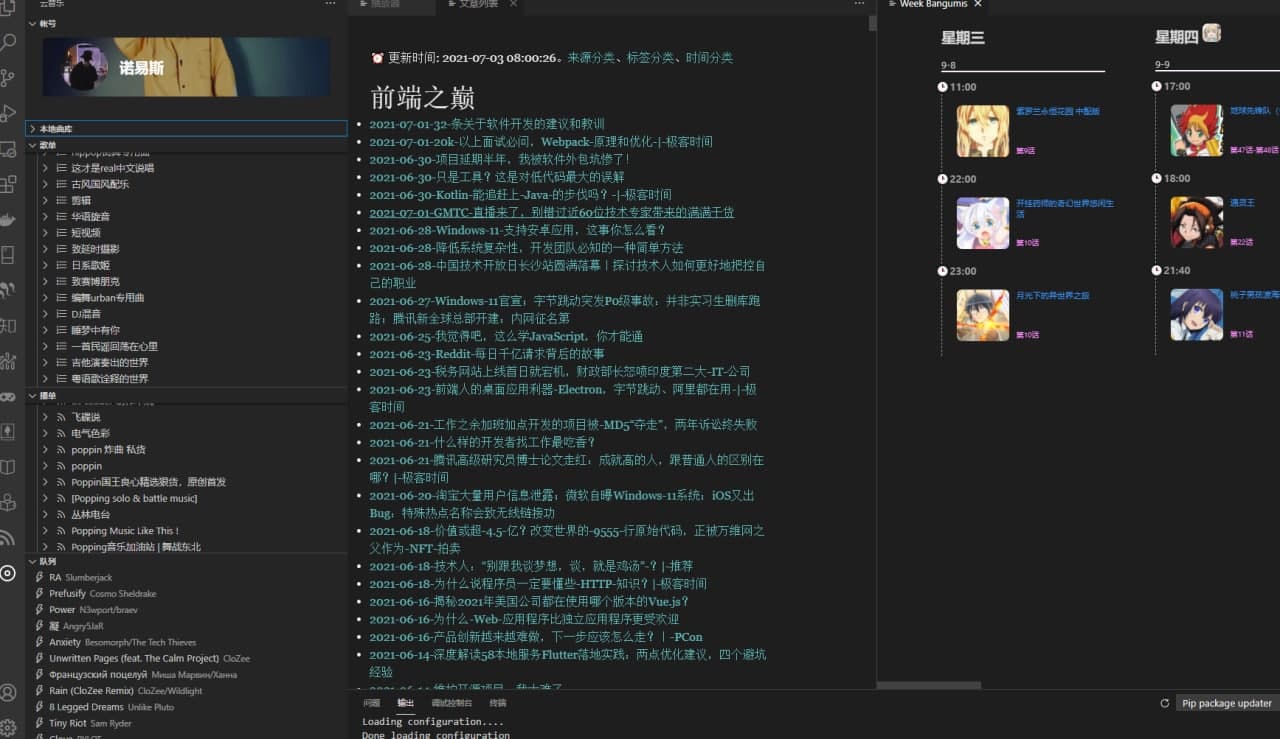 云音乐
帐号
诺易斯
本地曲库
歌单
这才是real中文说唱
古风国风配乐
剪辑
华语旋音
短视频
致延时摄影
日系歌姬
致赛博朋克
编舞urban专用曲
DJ混音
睡梦中有你
一首民谣回荡在心里
吉他演奏出的世界
粤语歌诠释的世界
播单
飞碟说
电气色彩
poppin 炸曲 私货
poppin
Poppin国王良心精选狠货，原创首发
[Popping solo & battle music]
丛林电台
Popping Music Like This !
Popping音乐加油站 | 舞战东北
队列
RA Slumberjack
Prefusify Cosmo Sheldrake
Power N3wport/braev
凝 Angry5JaR
Anxiety Besomorph/The Tech Thieves
Unwritten Pages (feat. The Calm Project) CloZee
Французский поцелуй Миша Марвин/Ханна
Rain (CloZee Remix) CloZee/Wildlight
8 Legged Dreams Unlike Pluto
Tiny Riot Sam Ryder
播放器
文章列表
更新时间: 2021-07-03 08:00:26。来源分类、标签分类、时间分类
前端之巅
2021-07-01-32-条关于软件开发的建议和教训
2021-07-01-20k-以上面试必问，Webpack-原理和优化-|-极客时间
2021-06-30-项目延期半年，我被软件外包坑惨了！
2021-06-30-只是工具？这是对低代码最大的误解
2021-06-30-Kotlin-能追赶上-Java-的步伐吗？-|-极客时间
2021-07-01-GMTC-直播来了，别错过近60位技术专家带来的满满干货
2021-06-28-Windows-11-支持安卓应用，这事你怎么看？
2021-06-28-降低系统复杂性，开发团队必知的一种简单方法
2021-06-28-中国技术开放日长沙站圆满落幕！探讨技术人如何更好地把控自
己的职业
2021-06-27-Windows-11官宣；字节跳动突发P0级事故；并非实习生删库跑
路；腾讯新全球总部开建；内网征名第
2021-06-25-我觉得吧，这么学JavaScript，你才能通
2021-06-23-Reddit-每日千亿请求背后的故事
2021-06-23-税务网站上线首日就宕机，财政部长怒喷印度第二大-IT-公司
2021-06-23-前端人的桌面应用利器-Electron，字节跳动、阿里都在用-|-极
客时间
2021-06-21-工作之余加班加点开发的项目被-MD5“夺走”，两年诉讼终失败
2021-06-21-什么样的开发者找工作最吃香？
2021-06-21-腾讯高级研究员博士论文走红：成就高的人，跟普通人的区别在
哪？|-极客时间
2021-06-20-淘宝大量用户信息泄露；微软自曝Windows-11系统；iOS又出
Bug：特殊热点名称会致无线链接功
2021-06-18-价值或超-4.5-亿？改变世界的-9555-行原始代码，正被万维网之
父作为-NFT-拍卖
2021-06-18-技术人：“别跟我谈梦想，谈，就是鸡汤”-？|-推荐
2021-06-18-为什么说程序员一定要懂些-HTTP-知识？|-极客时间
2021-06-16-揭秘2021年美国公司都在使用哪个版本的Vue.js?
2021-06-16-为什么-Web-应用程序比独立应用程序更受欢迎
2021-06-16-产品创新越来越难做，下一步应该怎么走？ | -PCon
2021-06-14-深度解读58本地服务Flutter落地实践：两点优化建议，四个避坑
经验
问题 输出 调试控制台 终端
Loading configuration....
Done loading configuration
Pip package updater
Week Bangumis
星期三
9-8
11:00
紫罗兰永恒花园 中配版
第9话
22:00
开挂药师的奇幻世界悠闲生
活
第10话
23:00
月光下的异世界之旅
第10话
星期四
9-9
17:00
地球先锋队
第47话-第48话
18:00
通灵王
第22话
21:40
第11话